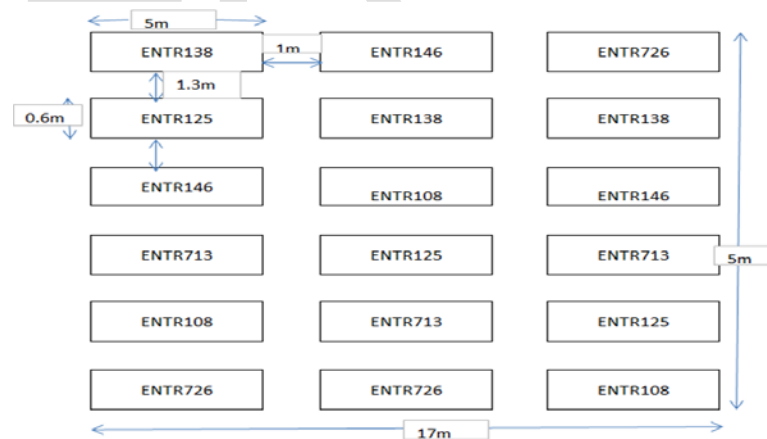 5m
ENTR138 1m ENTR146 ENTR726
1.3m
0.6m ENTR125 ENTR138 ENTR138
ENTR146 ENTR108 ENTR146
ENTR713 ENTR125 ENTR713 5m
ENTR108 ENTR713 ENTR125
ENTR726 ENTR726 ENTR108
17m